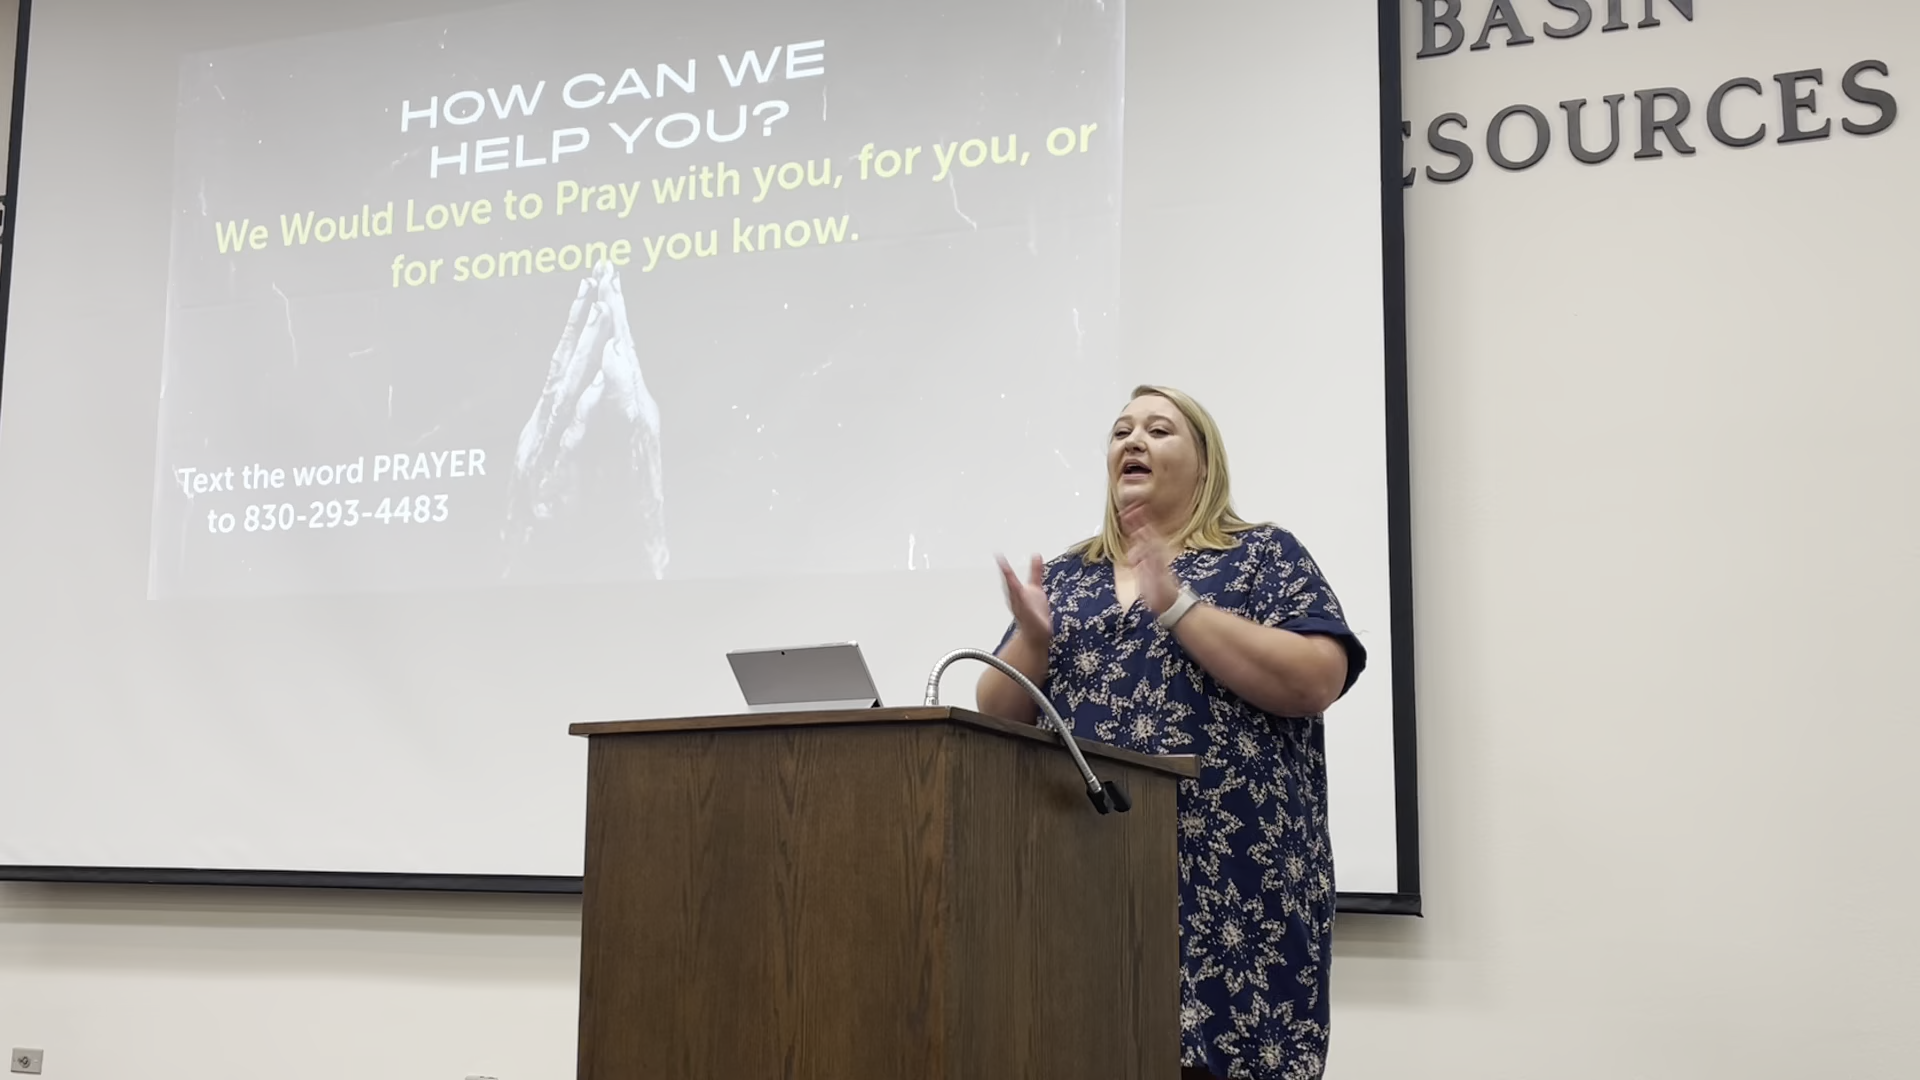 HOW CAN WE
HELP YOU?
We Would Love to Pray with you, for you, or
for someone you know.
Text the word PRAYER
to 830-293-4483
BASIN
ESOURCES